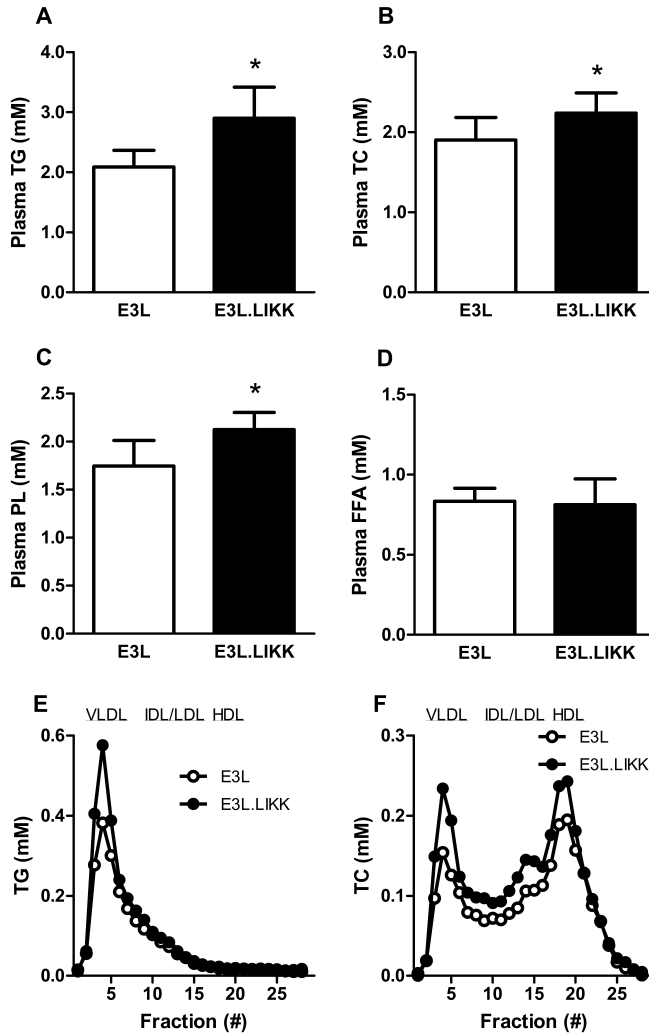 A
Plasma TG (mM)
4.0
3.0
2.0
1.0
0.0
*
E3L
E3L.LIKK
B
Plasma TC (mM)
3.0
2.0
1.0
0.0
*
E3L
E3L.LIKK
C
Plasma PL (mM)
2.5
2.0
1.5
1.0
0.5
0.0
*
E3L
E3L.LIKK
D
Plasma FFA (mM)
1.5
1.0
0.5
0.0
E3L
E3L.LIKK
E
VLDL IDL/LDL HDL
TG (mM)
0.6
0.4
0.2
0.0
E3L
E3L.LIKK
5 10 15 20 25
Fraction (#)
F
VLDL IDL/LDL HDL
TC (mM)
0.3
0.2
0.1
0.0
E3L
E3L.LIKK
5 10 15 20 25
Fraction (#)